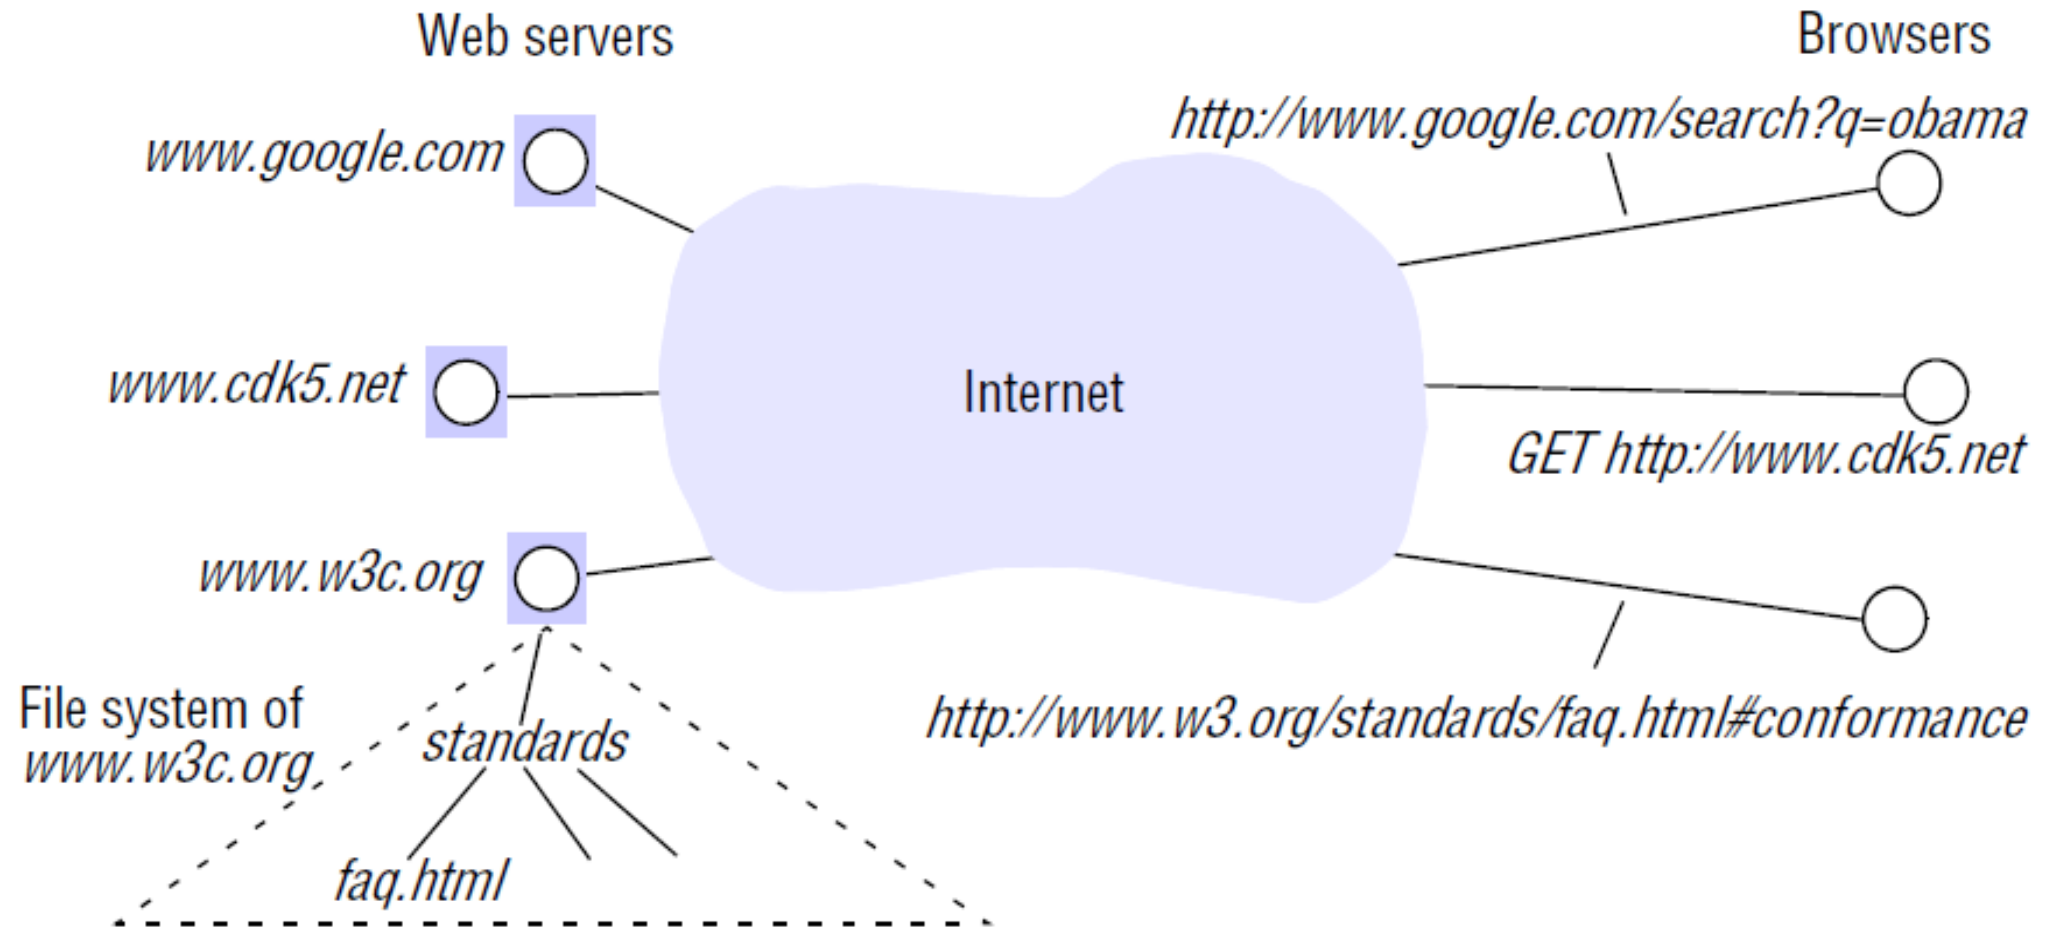 Web servers
Browsers
http://www.google.com/search?q=obama
www.google.com
www.cdk5.net
Internet
GET http://www.cdk5.net
www.w3c.org
File system of
www.w3c.org
standards
http://www.w3.org/standards/faq.html#conformance
faq.html